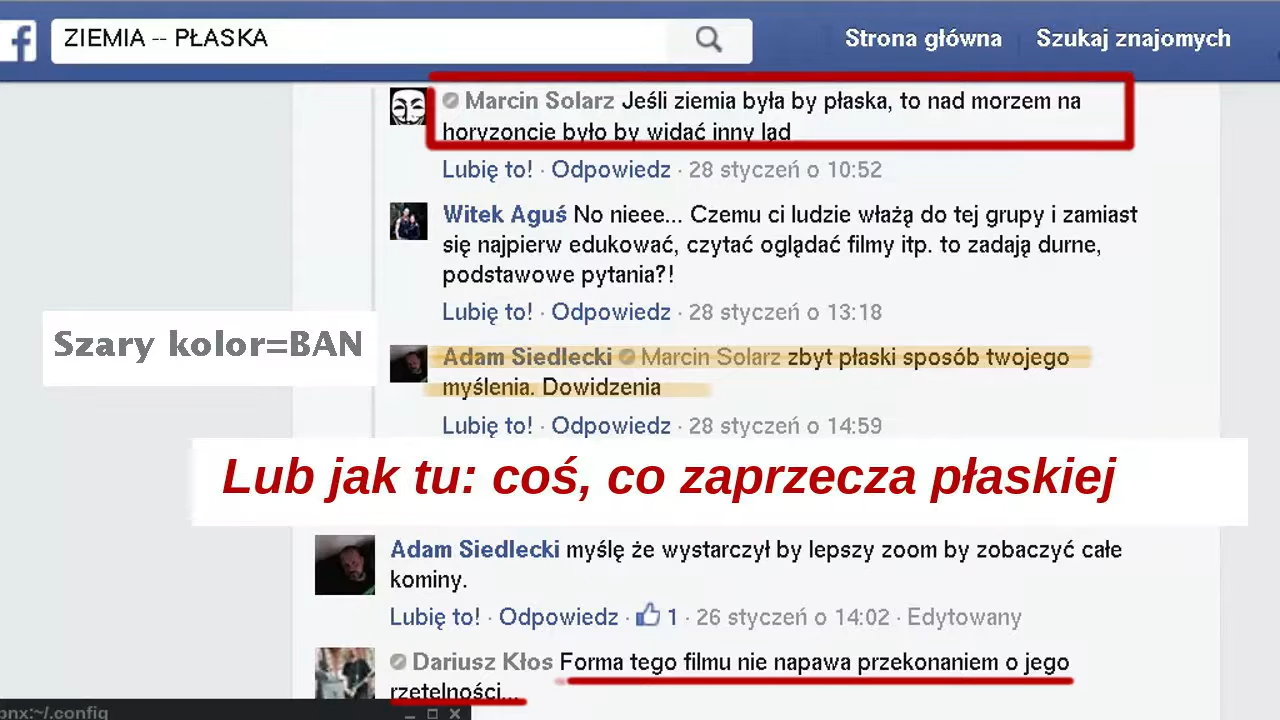 f ZIEMIA -- PŁASKA Strona główna Szukaj znajomych
Marcin Solarz Jeśli ziemia była by płaska, to nad morzem na
horyzoncie było by widać inny ląd
Lubię to! · Odpowiedz · 28 styczeń o 10:52
Witek Aguś No nieee... Czemu ci ludzie włażą do tej grupy i zamiast
się najpierw edukować, czytać oglądać filmy itp. to zadają durne,
podstawowe pytania?!
Lubię to! · Odpowiedz · 28 styczeń o 13:18
Szary kolor=BAN
Adam Siedlecki Marcin Solarz zbyt płaski sposób twojego
myślenia. Dowidzenia
Lubię to! · Odpowiedz · 28 styczeń o 14:59
Lub jak tu: coś, co zaprzecza płaskiej
Adam Siedlecki myślę że wystarczył by lepszy zoom by zobaczyć całe
kominy.
Lubię to! · Odpowiedz · 1 · 26 styczeń o 14:02 · Edytowany
Dariusz Kłos Forma tego filmu nie napawa przekonaniem o jego
rzetelności...
onx:~/.config